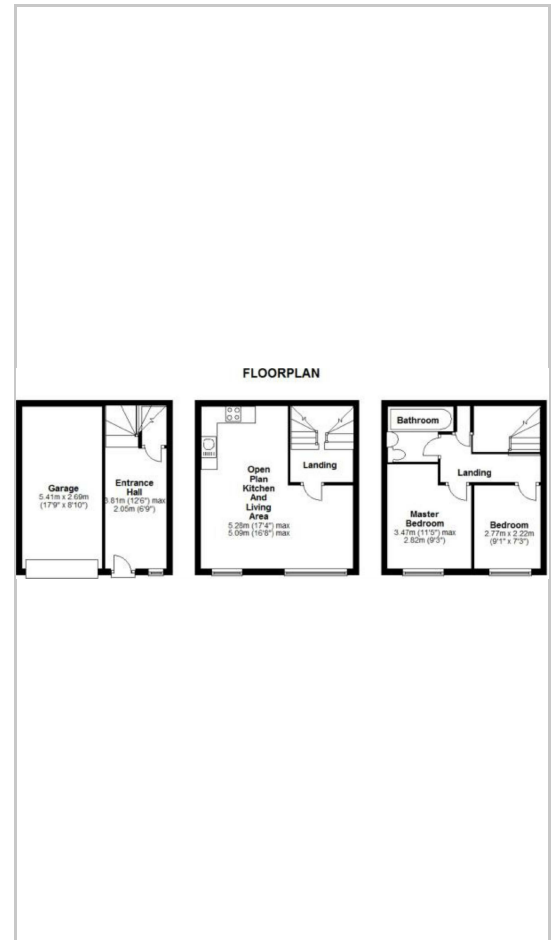 FLOORPLAN
Garage
5.41m x 2.69m
(17'9" x 8'10")
Entrance
Hall
3.81m (12'6") max
2.05m (6'9")
Open
Plan
Kitchen
And
Living
Area
5.28m (17'4") max
5.09m (16'8") max
Landing
Bathroom
Landing
Master
Bedroom
3.47m (11'5") max
2.82m (9'3")
Bedroom
2.77m x 2.22m
(9'1" x 7'3")